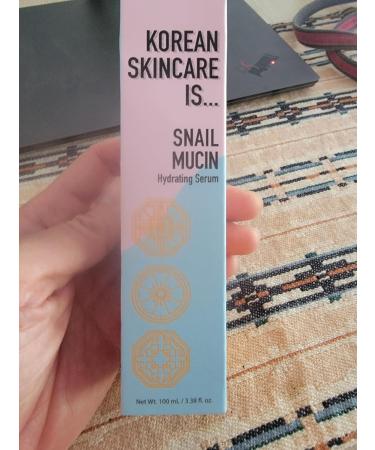 KOREAN
SKINCARE
IS...
SNAIL
MUCIN
Hydrating Serum
Net Wt. 100 mL / 3.38 fl. oz.